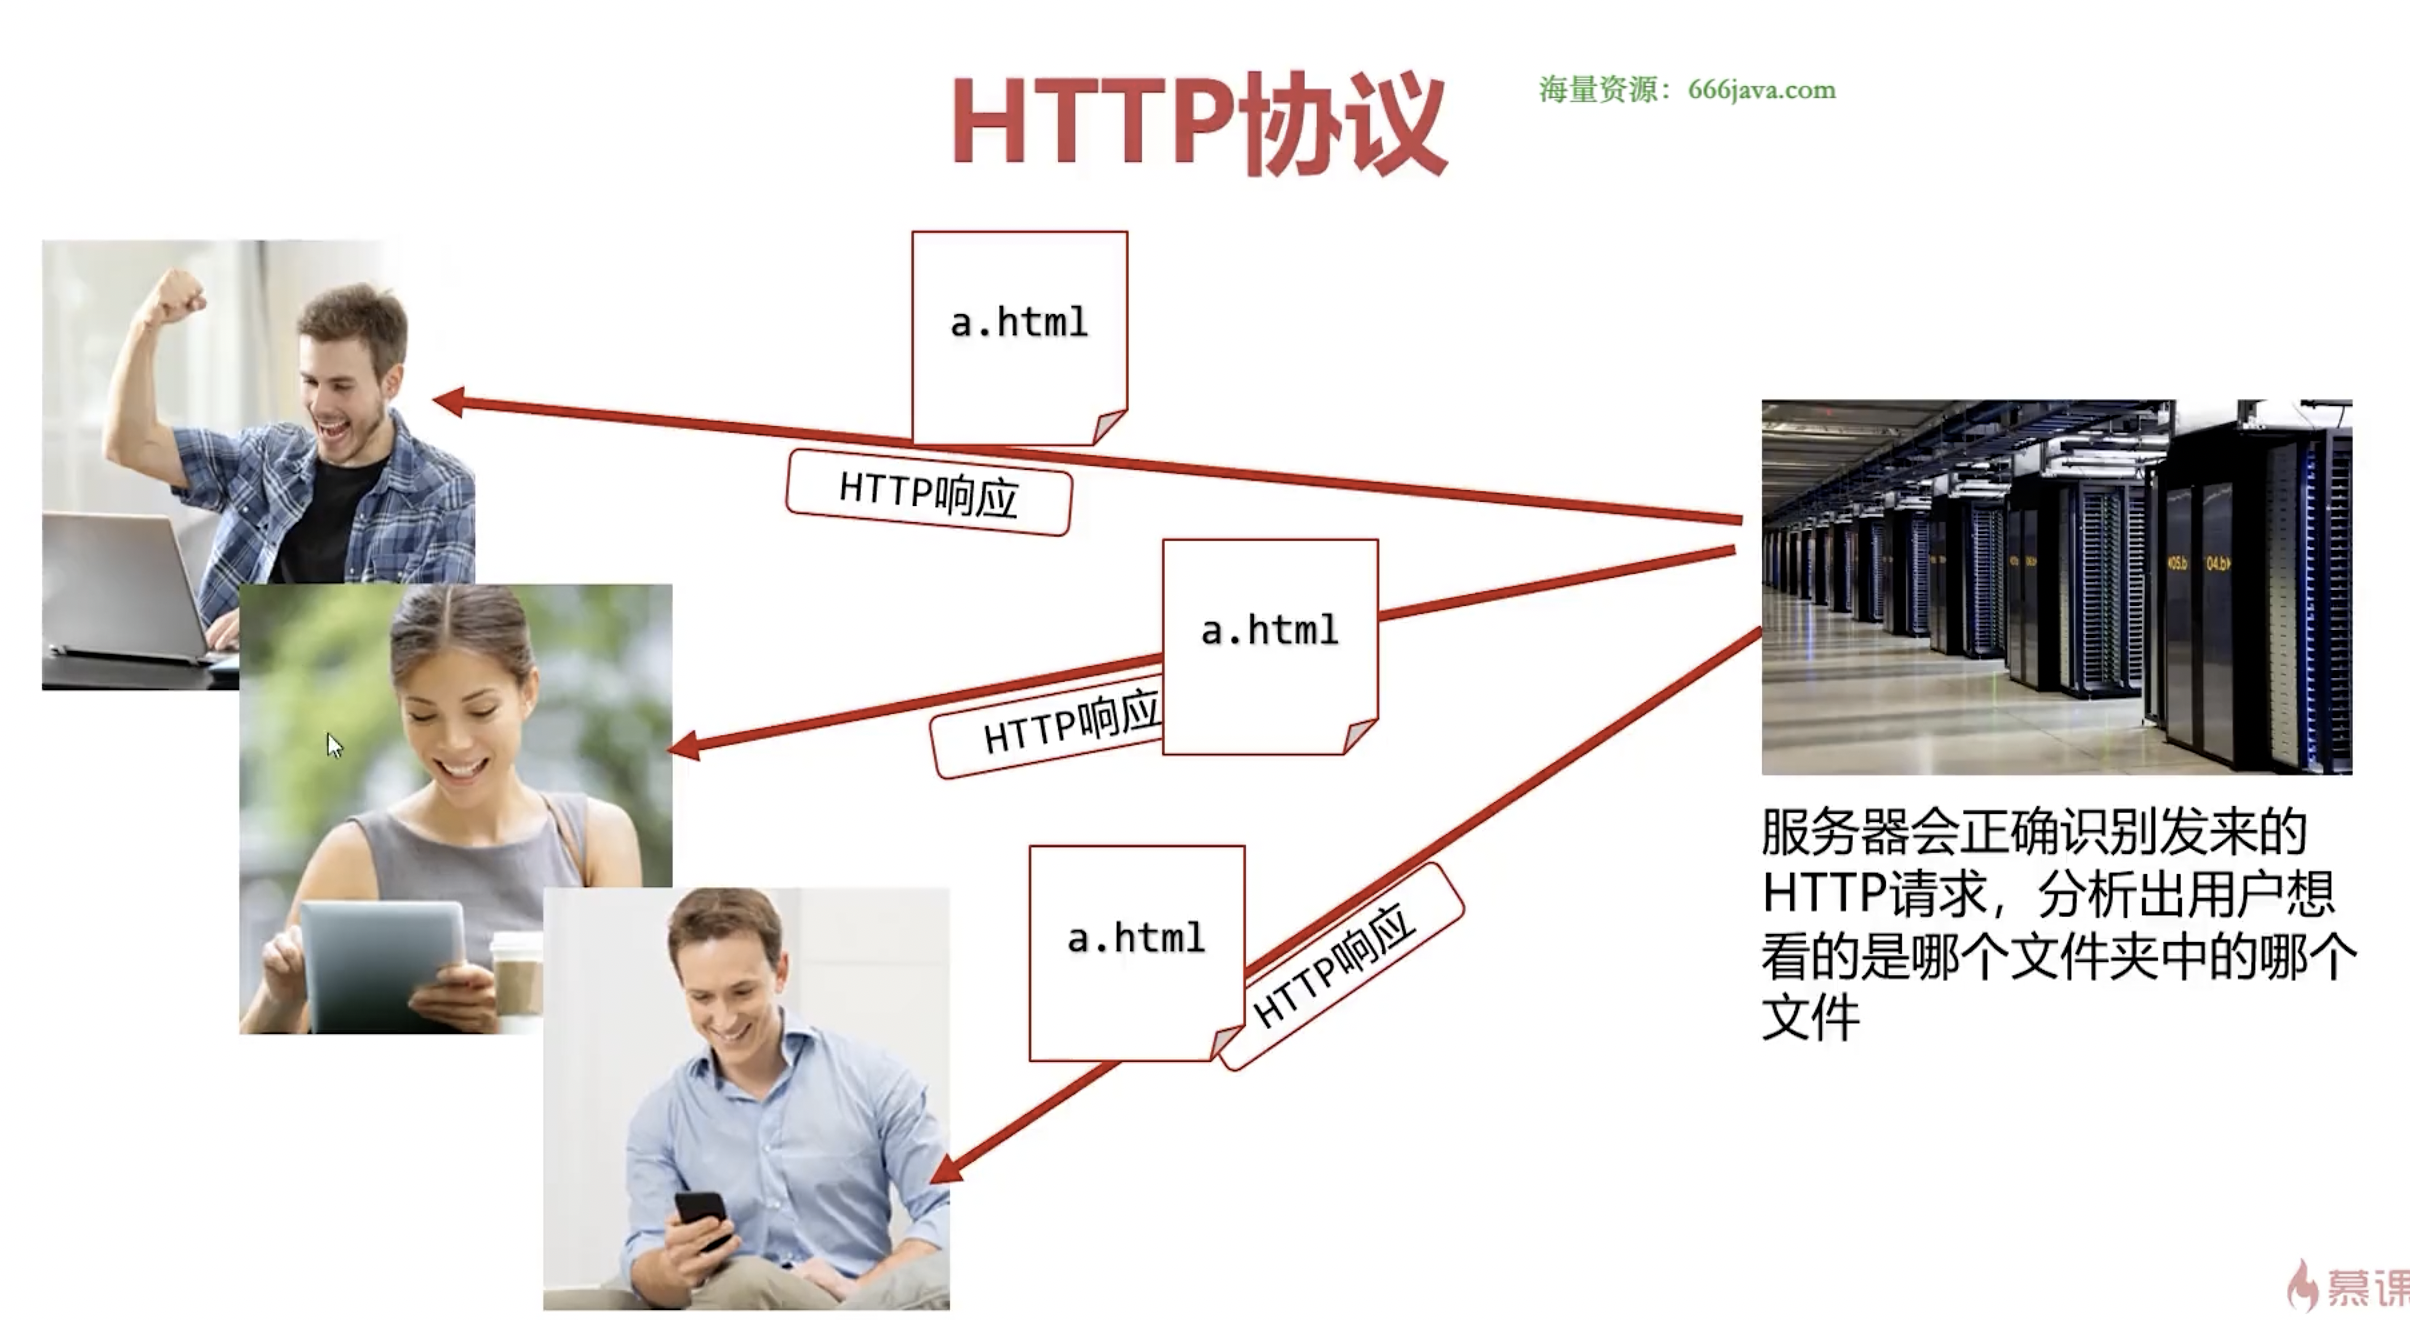 HTTP协议
海量资源：666java.com
a.html
HTTP响应
a.html
HTTP响应
a.html
HTTP响应
服务器会正确识别发来的
HTTP请求，分析出用户想
看的是哪个文件夹中的哪个
文件
慕课